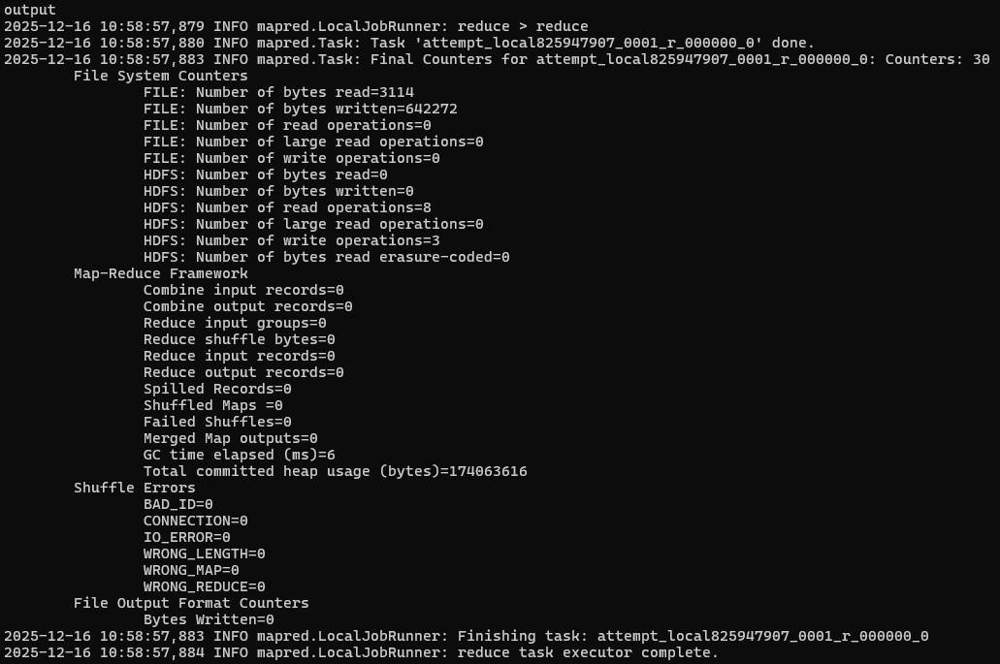 output
2025-12-16 10:58:57,879 INFO mapred.LocalJobRunner: reduce > reduce
2025-12-16 10:58:57,880 INFO mapred.Task: Task 'attempt_local825947907_0001_r_000000_0' done.
2025-12-16 10:58:57,883 INFO mapred.Task: Final Counters for attempt_local825947907_0001_r_000000_0: Counters: 30
File System Counters
FILE: Number of bytes read=3114
FILE: Number of bytes written=642272
FILE: Number of read operations=0
FILE: Number of large read operations=0
FILE: Number of write operations=0
HDFS: Number of bytes read=0
HDFS: Number of bytes written=0
HDFS: Number of read operations=8
HDFS: Number of large read operations=0
HDFS: Number of write operations=3
HDFS: Number of bytes read erasure-coded=0
Map-Reduce Framework
Combine input records=0
Combine output records=0
Reduce input groups=0
Reduce shuffle bytes=0
Reduce input records=0
Reduce output records=0
Spilled Records=0
Shuffled Maps =0
Failed Shuffles=0
Merged Map outputs=0
GC time elapsed (ms)=6
Total committed heap usage (bytes)=174063616
Shuffle Errors
BAD_ID=0
CONNECTION=0
IO_ERROR=0
WRONG_LENGTH=0
WRONG_MAP=0
WRONG_REDUCE=0
File Output Format Counters
Bytes Written=0
2025-12-16 10:58:57,883 INFO mapred.LocalJobRunner: Finishing task: attempt_local825947907_0001_r_000000_0
2025-12-16 10:58:57,884 INFO mapred.LocalJobRunner: reduce task executor complete.